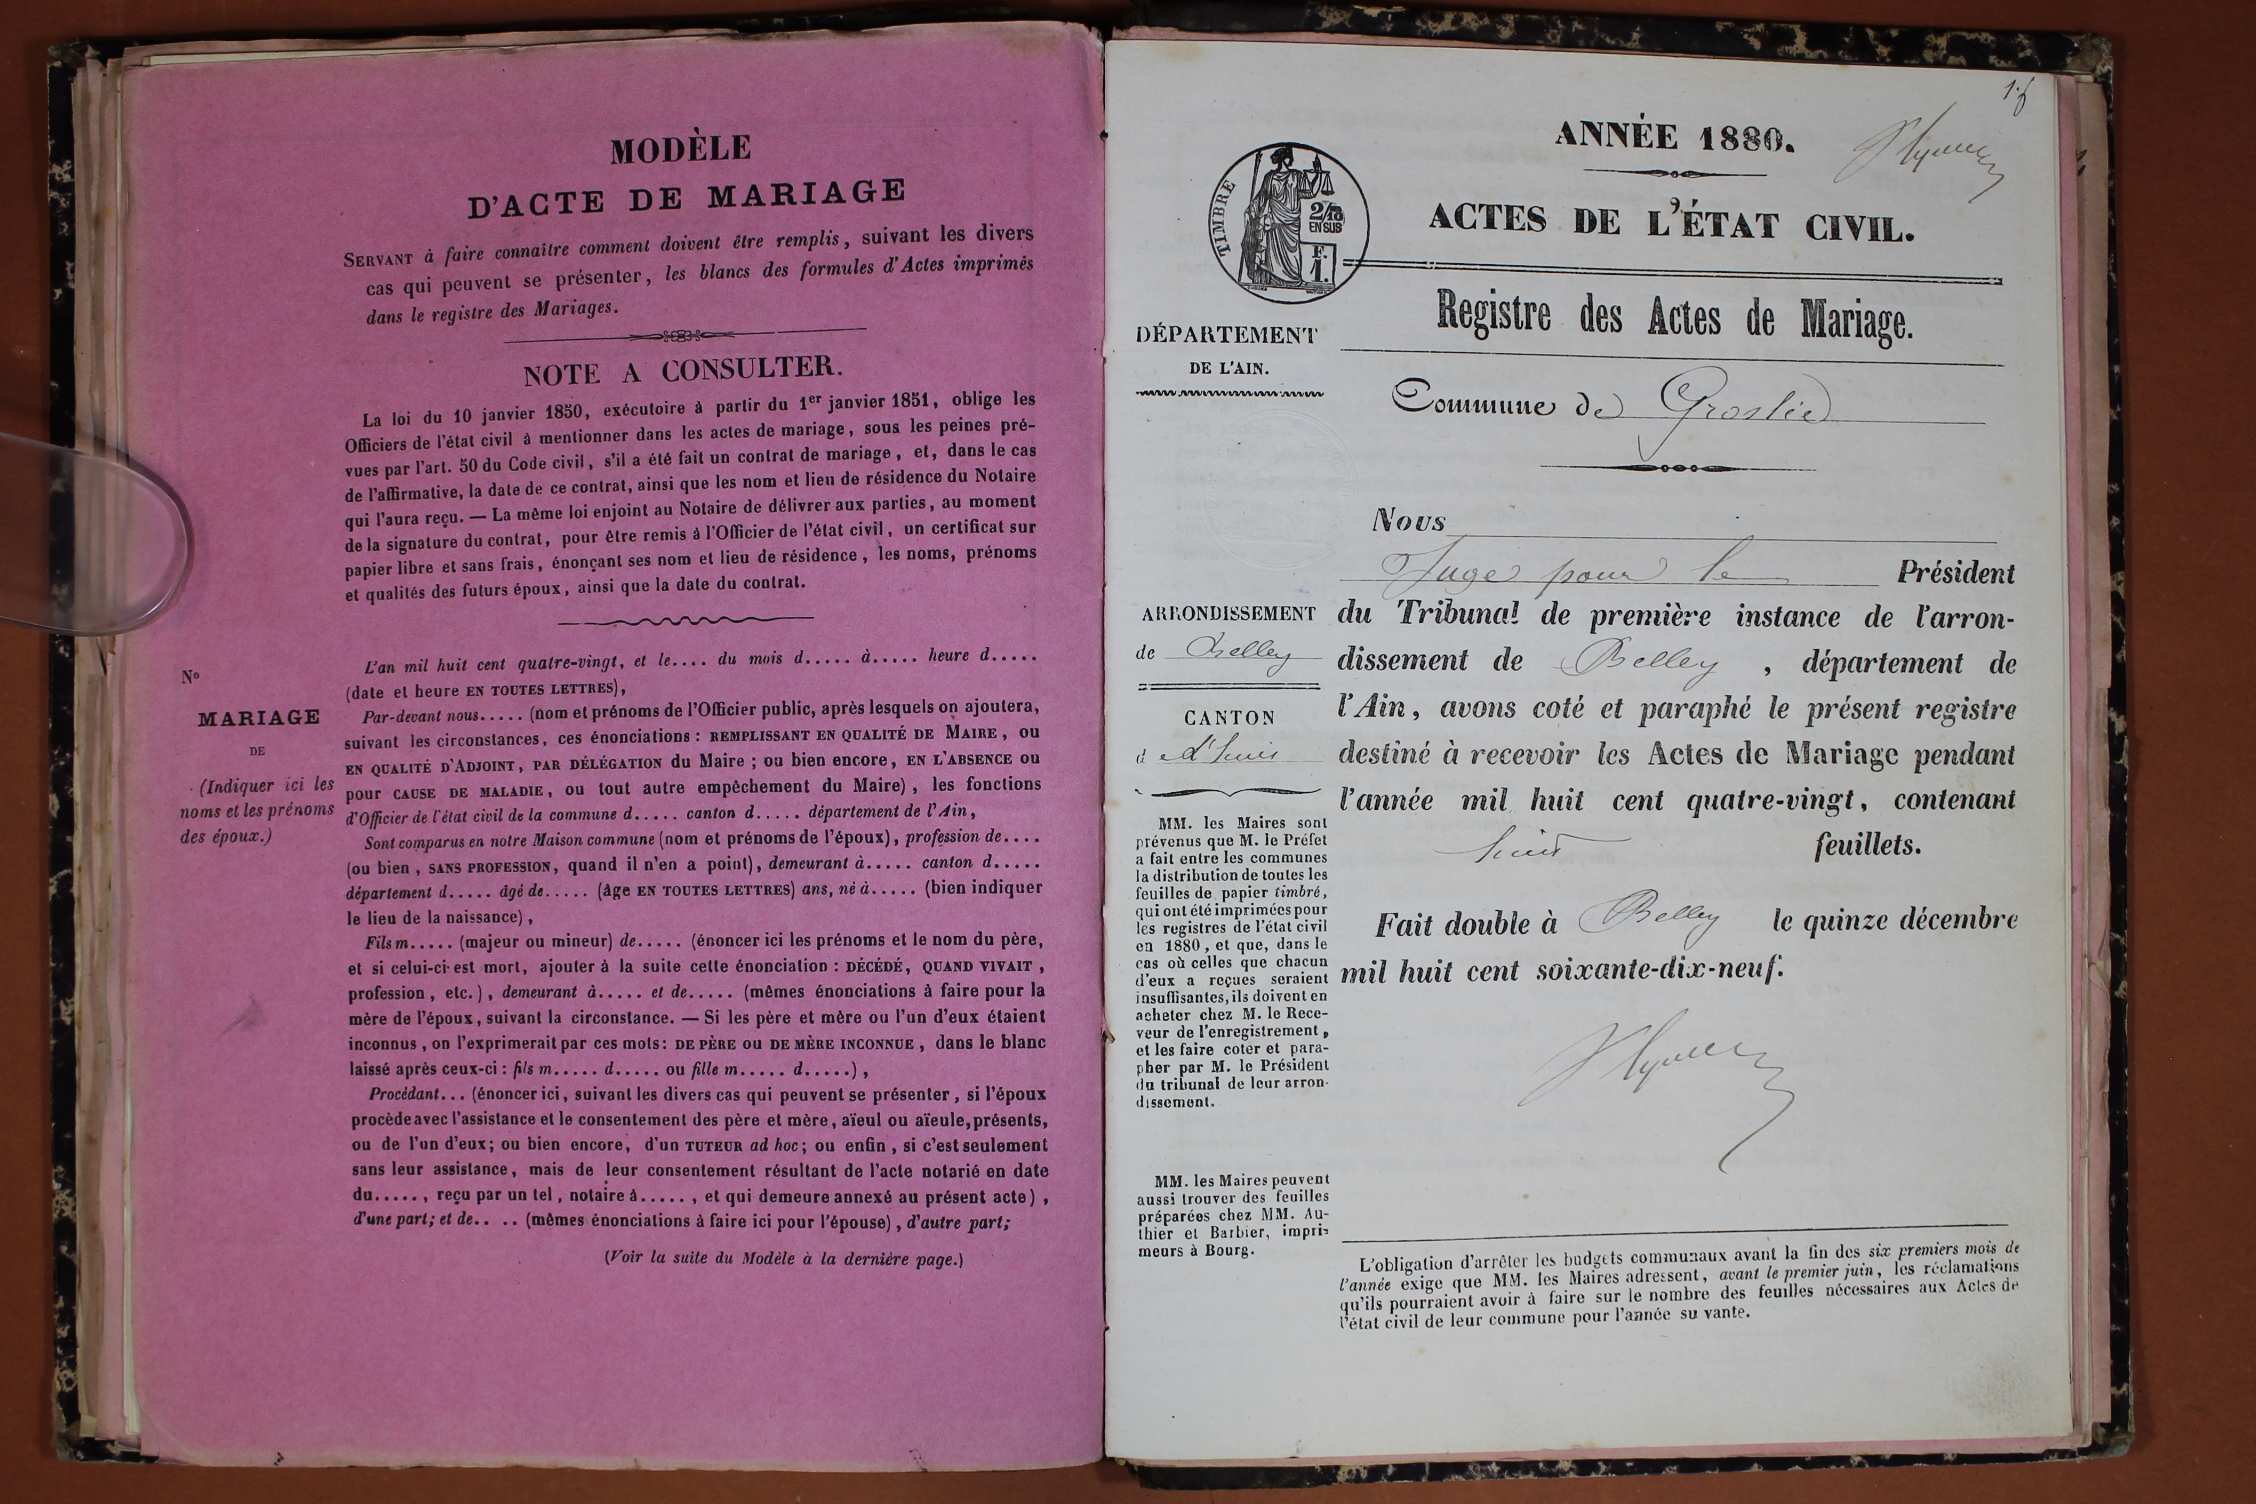 MODÈLE
D'ACTE DE MARIAGE
SERVANT à faire connaître comment doivent être remplis, suivant les divers
cas qui peuvent se présenter, les blancs des formules d'Actes imprimés
dans le registre des Mariages.
NOTE A CONSULTER.
La loi du 10 janvier 1850, exécutoire à partir du 1er janvier 1851, oblige les
Officiers de l'état civil à mentionner dans les actes de mariage, sous les peines pré-
vues par l'art. 50 du Code civil, s'il a été fait un contrat de mariage, et, dans le cas
de l'affirmative, la date de ce contrat, ainsi que les nom et lieu de résidence du Notaire
qui l'aura reçu. — La même loi enjoint au Notaire de délivrer aux parties, au moment
de la signature du contrat, pour être remis à l'Officier de l'état civil, un certificat sur
papier libre et sans frais, énonçant ses nom et lieu de résidence, les noms, prénoms
et qualités des futurs époux, ainsi que la date du contrat.
No
MARIAGE
DE
(Indiquer ici les
noms et les prénoms
des époux.)
L'an mil huit cent quatre-vingt, et le.... du mois d..... à..... heure d.....
(date et heure EN TOUTES LETTRES),
Par-devant nous..... (nom et prénoms de l'Officier public, après lesquels on ajoutera,
suivant les circonstances, ces énonciations : REMPLISSANT EN QUALITÉ DE MAIRE, OU
EN QUALITÉ D'ADJOINT, PAR DÉLÉGATION du Maire ; ou bien encore, EN L'ABSENCE OU
pour CAUSE DE MALADIE, ou tout autre empêchement du Maire), les fonctions
d'Officier de l'état civil de la commune d..... canton d..... département de l'Ain,
Sont comparus en notre Maison commune (nom et prénoms de l'époux), profession de....
(ou bien, SANS PROFESSION, quand il n'en a point), demeurant à..... canton d.....
département d..... âgé de..... (âge EN TOUTES LETTRES) ans, né à..... (bien indiquer
le lieu de la naissance),
Fils m..... (majeur ou mineur) de..... (énoncer ici les prénoms et le nom du père,
et si celui-ci est mort, ajouter à la suite cette énonciation : DÉCÉDÉ, QUAND VIVAIT,
profession, etc.), demeurant à..... et de..... (mêmes énonciations à faire pour la
mère de l'époux, suivant la circonstance. — Si les père et mère ou l'un d'eux étaient
inconnus, on l'exprimerait par ces mots: DE PÈRE OU DE MÈRE INCONNUE, dans le blanc
laissé après ceux-ci : fils m..... d..... ou fille m..... d.....),
Procédant... (énoncer ici, suivant les divers cas qui peuvent se présenter, si l'époux
procède avec l'assistance et le consentement des père et mère, aïeul ou aïeule, présents,
ou de l'un d'eux; ou bien encore, d'un TUTEUR ad hoc; ou enfin, si c'est seulement
sans leur assistance, mais de leur consentement résultant de l'acte notarié en date
du....., reçu par un tel, notaire à....., et qui demeure annexé au présent acte),
d'une part; et de.. .. (mêmes énonciations à faire ici pour l'épouse), d'autre part;
(Voir la suite du Modèle à la dernière page.)
ANNÉE 1880.
ACTES DE L'ÉTAT CIVIL.
TIMBRE
2/10
EN SUS
F.
1.
Registre des Actes de Mariage.
DÉPARTEMENT
DE L'AIN.
Commune de Groslée
ARRONDISSEMENT
de Belley
CANTON
d
MM. les Maires sont
prévenus que M. le Préfet
a fait entre les communes
la distribution de toutes les
feuilles de papier timbré,
qui ont été imprimées pour
les registres de l'état civil
en 1880, et que, dans le
cas où celles que chacun
d'eux a reçues seraient
insuffisantes, ils doivent en
acheter chez M. le Rece-
veur de l'enregistrement,
et les faire coter et para-
pher par M. le Président
du tribunal de leur arron-
dissement.
MM. les Maires peuvent
aussi trouver des feuilles
préparées chez MM. Au-
thier et Barbier, impri-
meurs à Bourg.
Nous
Juge pour le Président
du Tribunal de première instance de l'arron-
dissement de Belley, département de
l'Ain, avons coté et paraphé le présent registre
destiné à recevoir les Actes de Mariage pendant
l'année mil huit cent quatre-vingt, contenant
huit feuillets.
Fait double à Belley le quinze décembre
mil huit cent soixante-dix-neuf.
L'obligation d'arrêter les budgets communaux avant la fin des six premiers mois de
l'année exige que MM. les Maires adressent, avant le premier juin, les réclamations
qu'ils pourraient avoir à faire sur le nombre des feuilles nécessaires aux Actes de
l'état civil de leur commune pour l'année su vante.